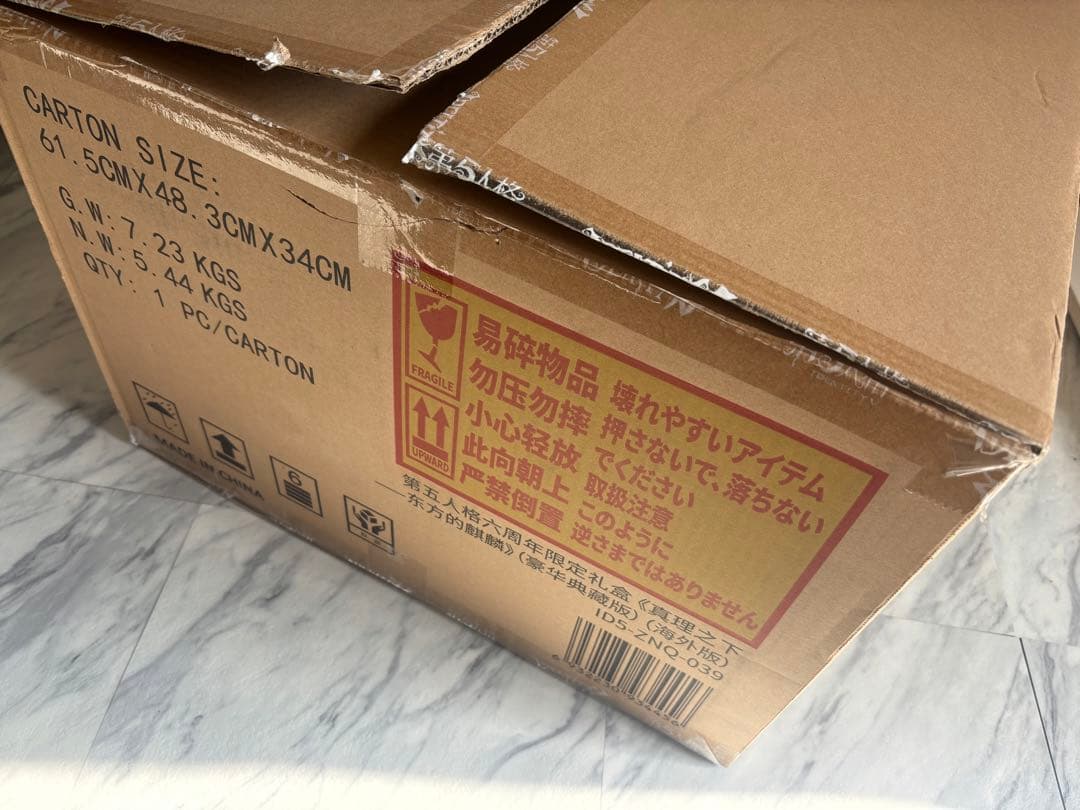 CARTON SIZE:
61.5CMX48.3CMX34CM
G.W: 7.23 KGS
N.W: 5.44 KGS
QTY: 1 PC/CARTON
MADE IN CHINA
6
FRAGILE
UPWARD
易碎物品
勿压勿摔
小心轻放
此向朝上
严禁倒置
壊れやすいアイテム
押さないで、落ちない
でください
取扱注意
このように
逆さまではありません
第五人格六周年限定礼盒《真理之下
——东方的麒麟》(豪华典藏版)(海外版)
ID5-ZNQ-039
第5人格